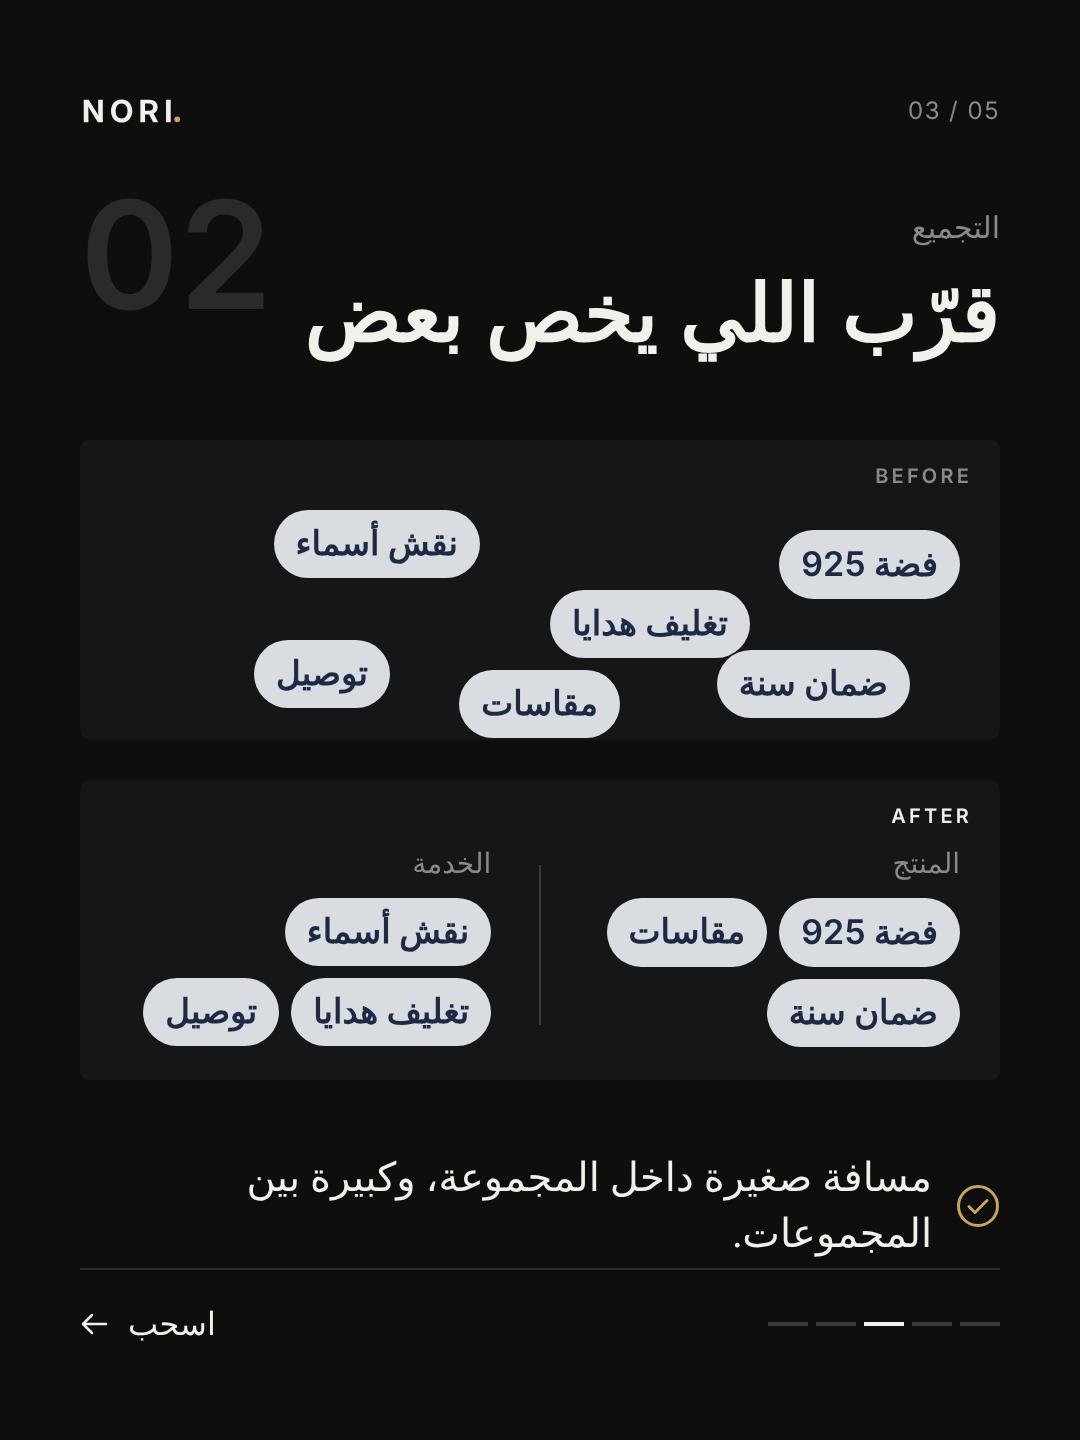 NORI.
03 / 05
02
التجميع
قرّب اللي يخص بعض
BEFORE
نقش أسماء
فضة 925
تغليف هدايا
توصيل
ضمان سنة
مقاسات
AFTER
المنتج
فضة 925
مقاسات
ضمان سنة
الخدمة
نقش أسماء
تغليف هدايا
توصيل
مسافة صغيرة داخل المجموعة، وكبيرة بين
المجموعات.
اسحب